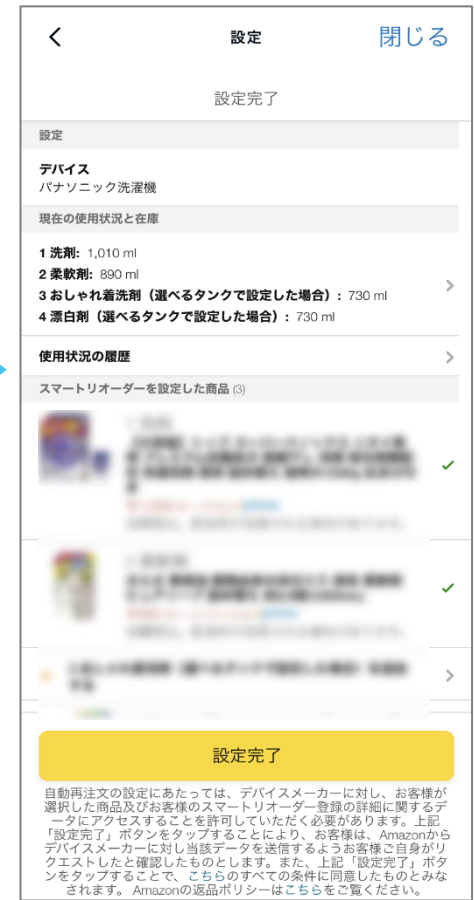 設定
閉じる
設定完了
設定
デバイス
パナソニック洗濯機
現在の使用状況と在庫
1 洗剤: 1,010 ml
2 柔軟剤: 890 ml
3 おしゃれ着洗剤（選べるタンクで設定した場合）: 730 ml
4 漂白剤（選べるタンクで設定した場合）: 730 ml
使用状況の履歴
スマートリオーダーを設定した商品 (3)
設定完了
自動再注文の設定にあたっては、デバイスメーカーに対し、お客様が
選択した商品及びお客様のスマートリオーダー登録の詳細に関するデ
ータにアクセスすることを許可していただく必要があります。上記
「設定完了」ボタンをタップすることにより、お客様は、Amazonから
デバイスメーカーに対し当該データを送信するようお客様ご自身がリ
クエストしたと確認したものとします。また、上記「設定完了」ボタ
ンをタップすることで、こちらのすべての条件に同意したものとみな
されます。 Amazonの返品ポリシーはこちらをご覧ください。